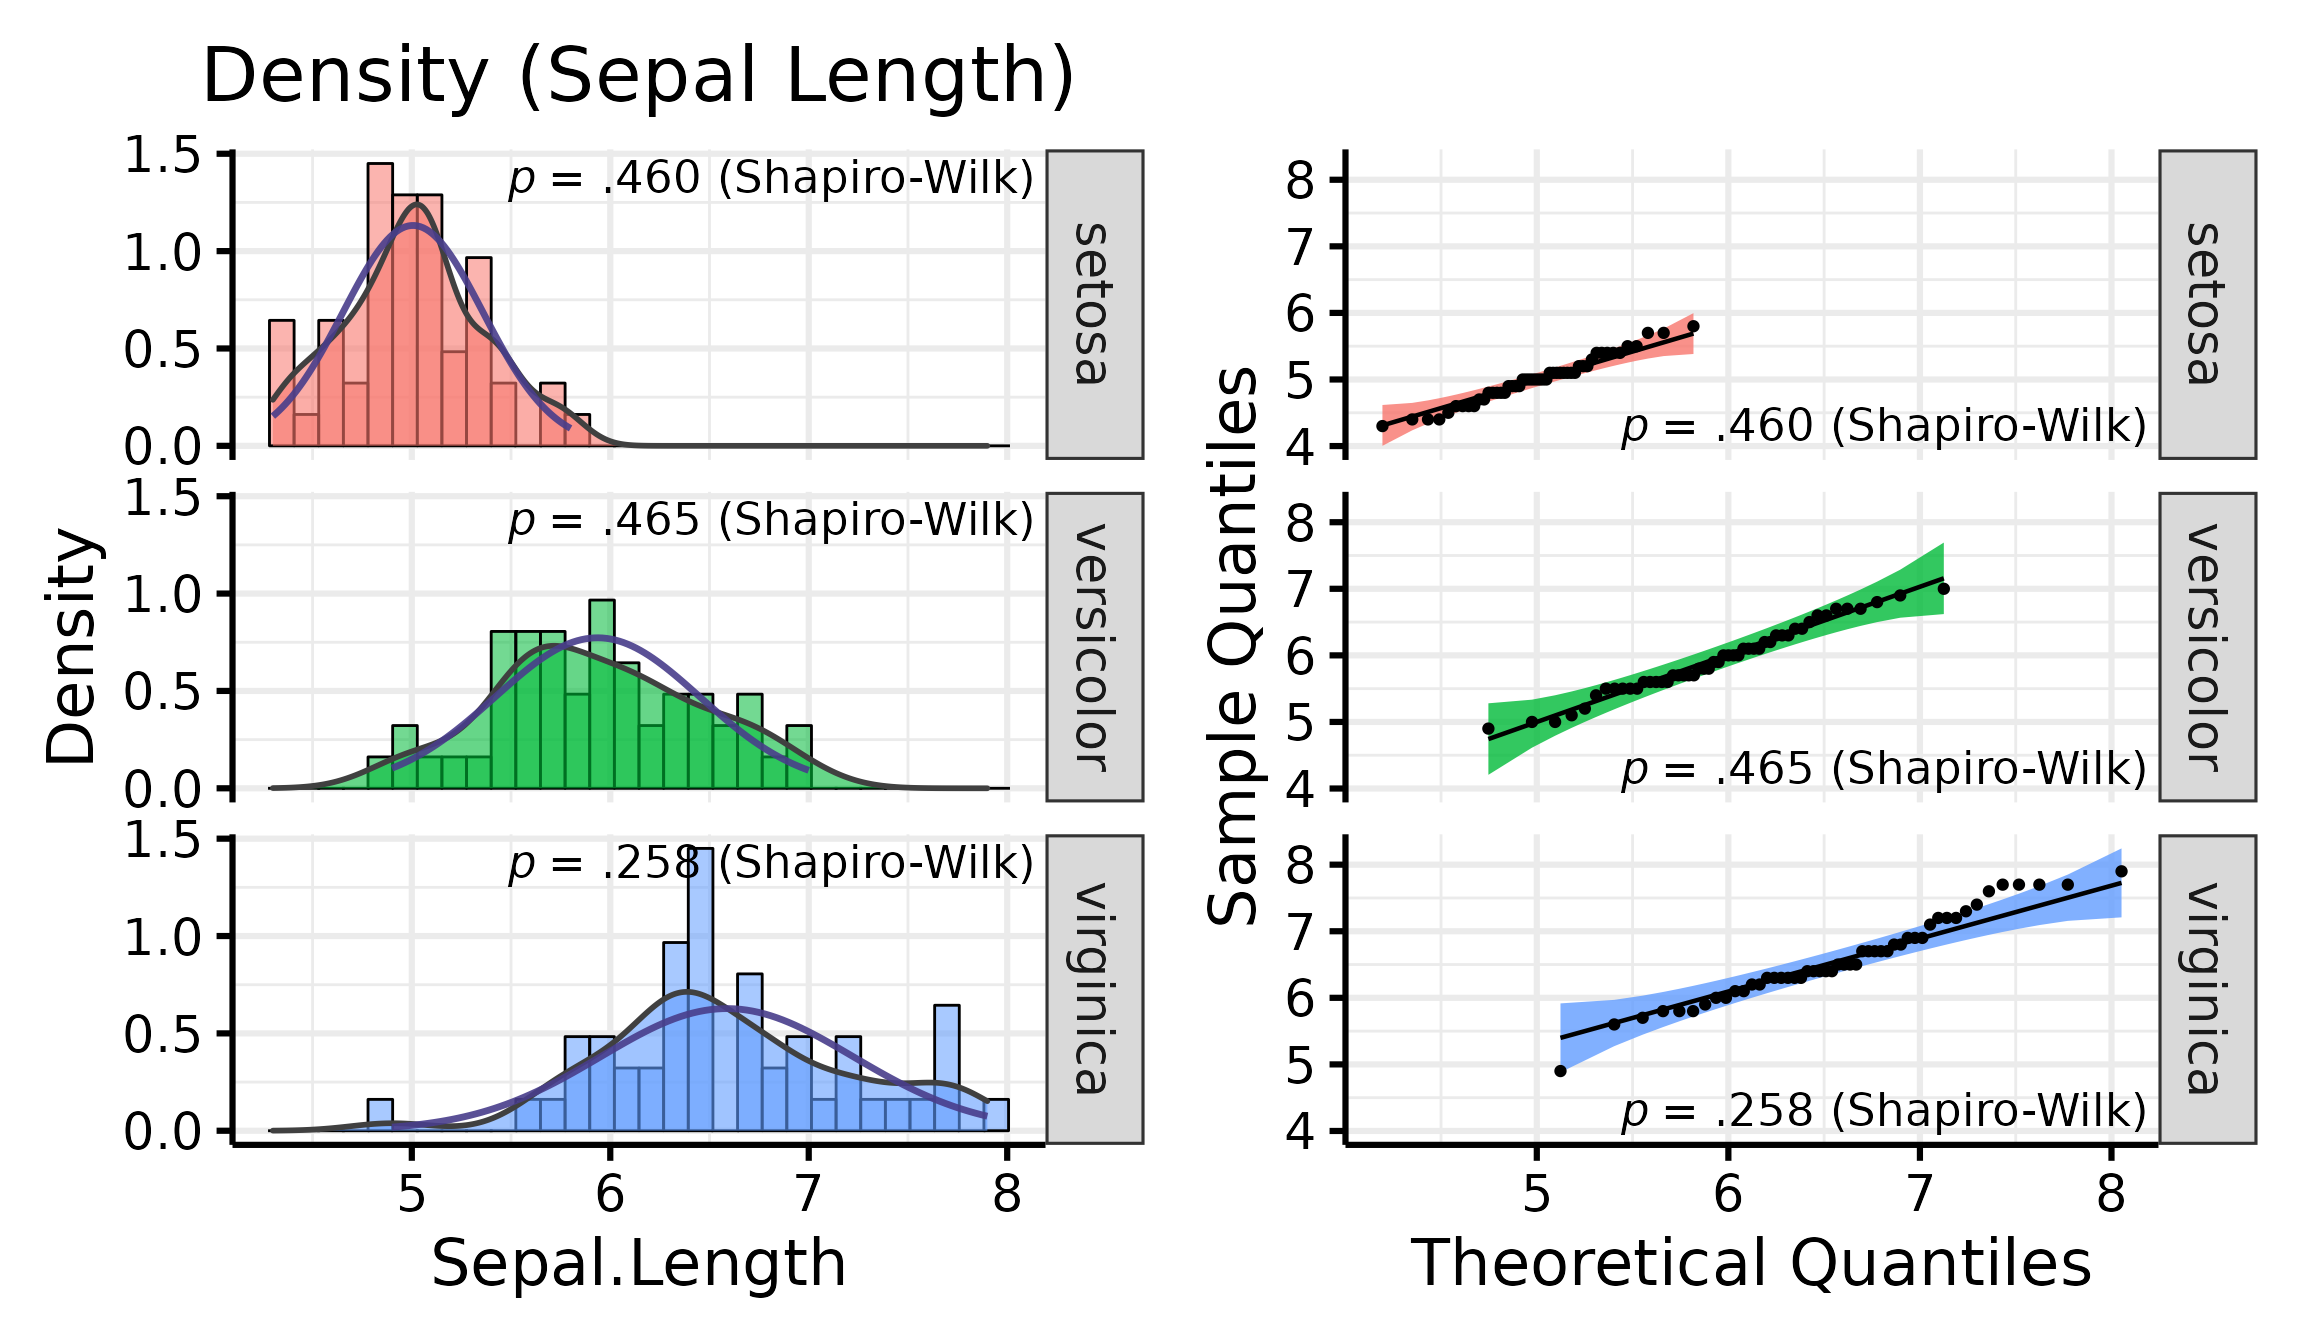 Density (Sepal Length)
Density
1.5
1.0
0.5
0.0
p = .460 (Shapiro-Wilk)
setosa
1.5
1.0
0.5
0.0
p = .465 (Shapiro-Wilk)
versicolor
1.5
1.0
0.5
0.0
p = .258 (Shapiro-Wilk)
virginica
5 6 7 8
Sepal.Length
Sample Quantiles
8
7
6
5
4
p = .460 (Shapiro-Wilk)
setosa
8
7
6
5
4
p = .465 (Shapiro-Wilk)
versicolor
8
7
6
5
4
p = .258 (Shapiro-Wilk)
virginica
5 6 7 8
Theoretical Quantiles